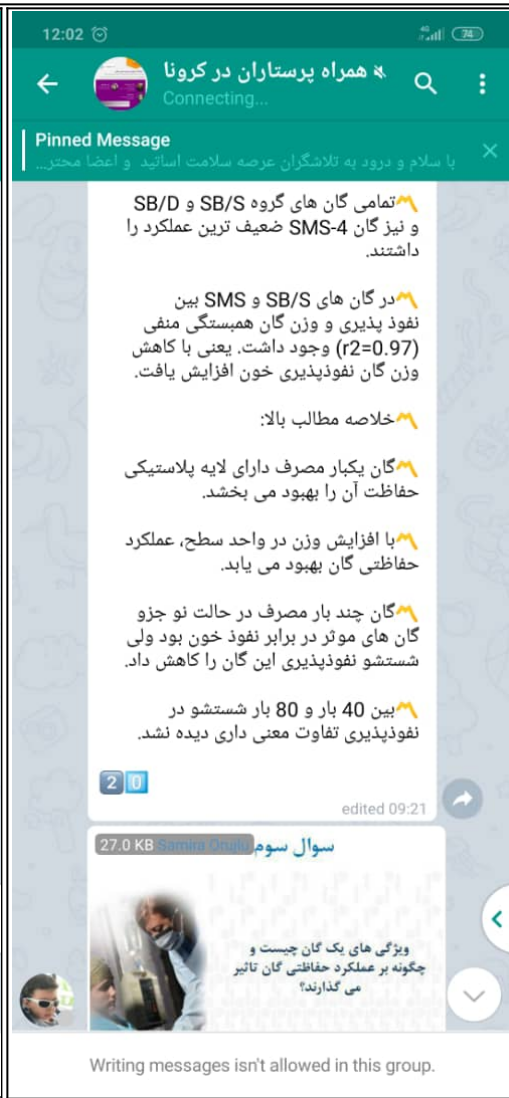 12:02
4G
74
همراه پرستاران در کرونا
Connecting...
Pinned Message
با سلام و درود به تلاشگران عرصه سلامت اساتید و اعضا محتر...
تمامی گان های گروه SB/S و SB/D
و نیز گان SMS-4 ضعیف ترین عملکرد را
داشتند.
در گان های SB/S و SMS بین
نفوذ پذیری و وزن گان همبستگی منفی
(r2=0.97) وجود داشت. یعنی با کاهش
وزن گان نفوذپذیری خون افزایش یافت.
خلاصه مطالب بالا:
گان یکبار مصرف دارای لایه پلاستیکی
حفاظت آن را بهبود می بخشد.
با افزایش وزن در واحد سطح، عملکرد
حفاظتی گان بهبود می یابد.
گان چند بار مصرف در حالت نو جزو
گان های موثر در برابر نفوذ خون بود ولی
شستشو نفوذپذیری این گان را کاهش داد.
بین 40 بار و 80 بار شستشو در
نفوذپذیری تفاوت معنی داری دیده نشد.
2 0
edited 09:21
27.0 KB Samira Orujlu
سوال سوم
ویژگی های یک گان چیست و
چگونه بر عملکرد حفاظتی گان تاثیر
می گذارند؟
Writing messages isn't allowed in this group.